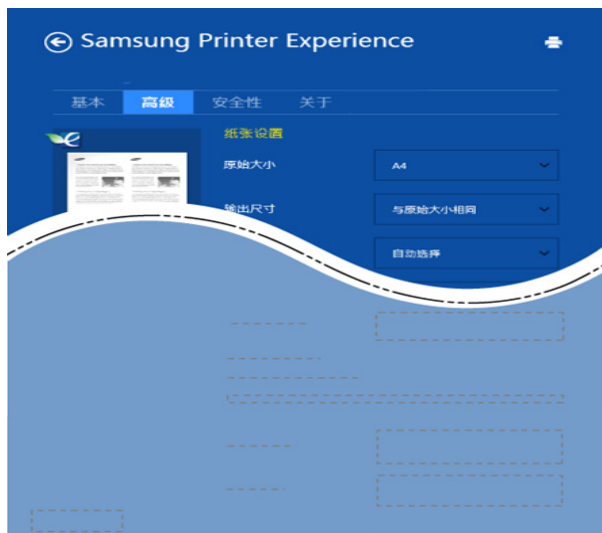 Samsung Printer Experience
基本 高級 安全性 关于
纸张设置
原始大小 A4
输出尺寸 与原始大小相同
自动选择